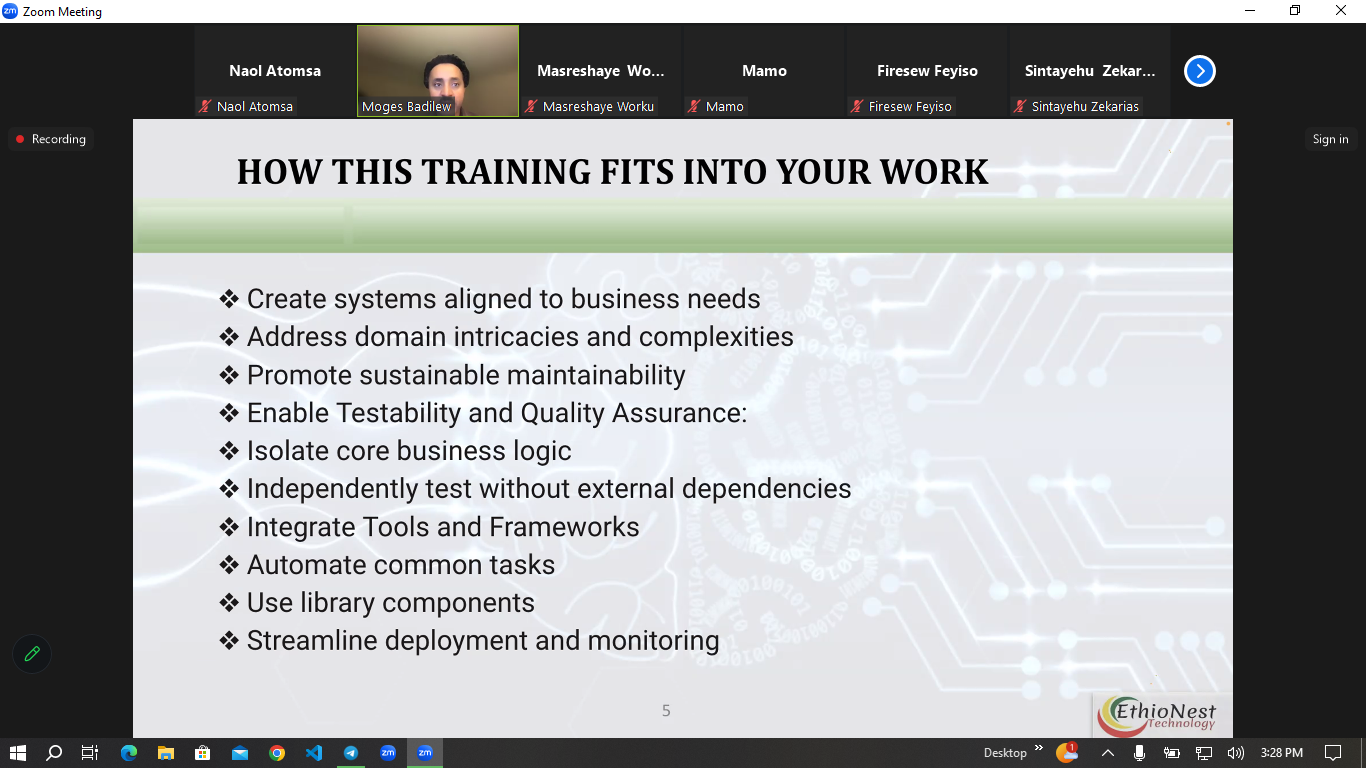 Zoom Meeting
Naol Atomsa
Masreshaye Wo...
Mamo
Firesew Feyiso
Sintayehu Zekar...
Naol Atomsa
Moges Badilew
Masreshaye Worku
Mamo
Firesew Feyiso
Sintayehu Zekarias
Recording
Sign in
HOW THIS TRAINING FITS INTO YOUR WORK
❖ Create systems aligned to business needs
❖ Address domain intricacies and complexities
❖ Promote sustainable maintainability
❖ Enable Testability and Quality Assurance:
❖ Isolate core business logic
❖ Independently test without external dependencies
❖ Integrate Tools and Frameworks
❖ Automate common tasks
❖ Use library components
❖ Streamline deployment and monitoring
5
EthioNest
Technology
Desktop
1
3:28 PM